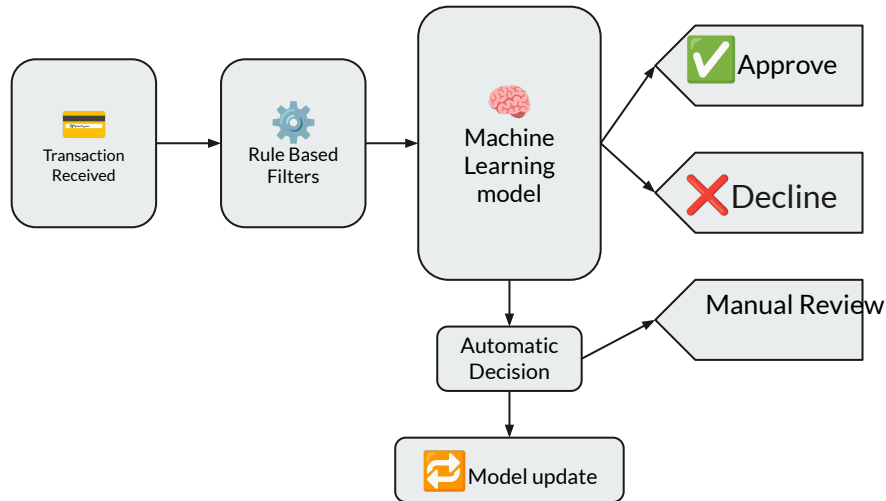 Transaction
Received
Rule Based
Filters
Machine
Learning
model
Approve
Decline
Manual Review
Automatic
Decision
Model update